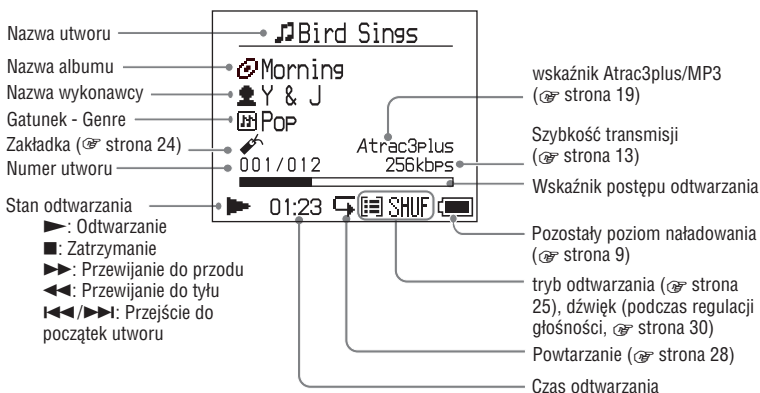 Nazwa utworu
Nazwa albumu
Nazwa wykonawcy
Gatunek - Genre
Zakładka (☞ strona 24)
Numer utworu
Stan odtwarzania
►: Odtwarzanie
■: Zatrzymanie
►►: Przewijanie do przodu
◄◄: Przewijanie do tyłu
I◄◄/►►I: Przejście do
początek utworu
Bird Sings
Morning
Y & J
Pop
Atrac3plus
001/012 256kbps
01:23 SHUF
wskaźnik Atrac3plus/MP3
(☞ strona 19)
Szybkość transmisji
(☞ strona 13)
Wskaźnik postępu odtwarzania
Pozostały poziom naładowania
(☞ strona 9)
tryb odtwarzania (☞ strona
25), dźwięk (podczas regulacji
głośności, ☞ strona 30)
Powtarzanie (☞ strona 28)
Czas odtwarzania